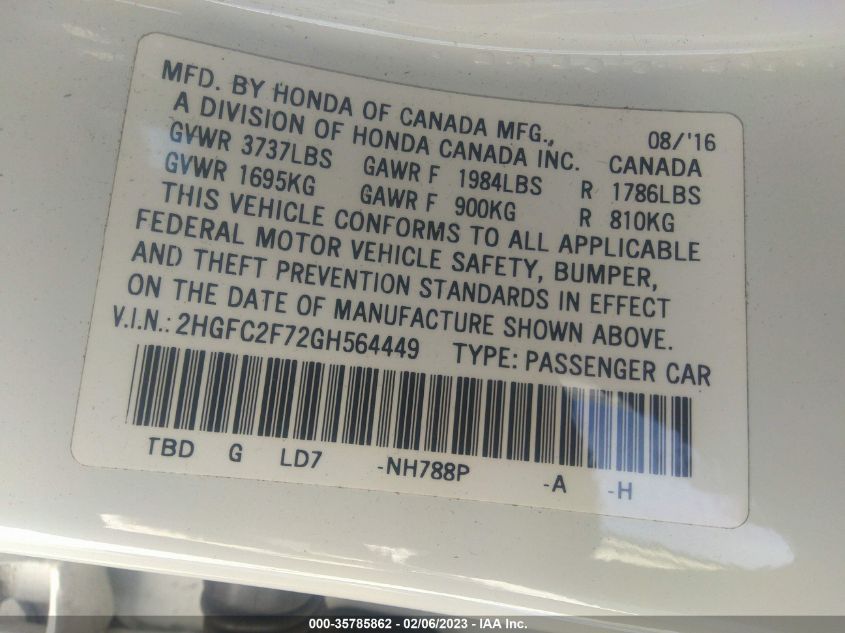 MFD. BY HONDA OF CANADA MFG., 08/'16
A DIVISION OF HONDA CANADA INC. CANADA
GVWR 3737LBS GAWR F 1984LBS R 1786LBS
GVWR 1695KG GAWR F 900KG R 810KG
THIS VEHICLE CONFORMS TO ALL APPLICABLE
FEDERAL MOTOR VEHICLE SAFETY, BUMPER,
AND THEFT PREVENTION STANDARDS IN EFFECT
ON THE DATE OF MANUFACTURE SHOWN ABOVE.
V.I.N.: 2HGFC2F72GH564449 TYPE: PASSENGER CAR
TBD G LD7 -NH788P -A -H
000-35785862 - 02/06/2023 - IAA Inc.